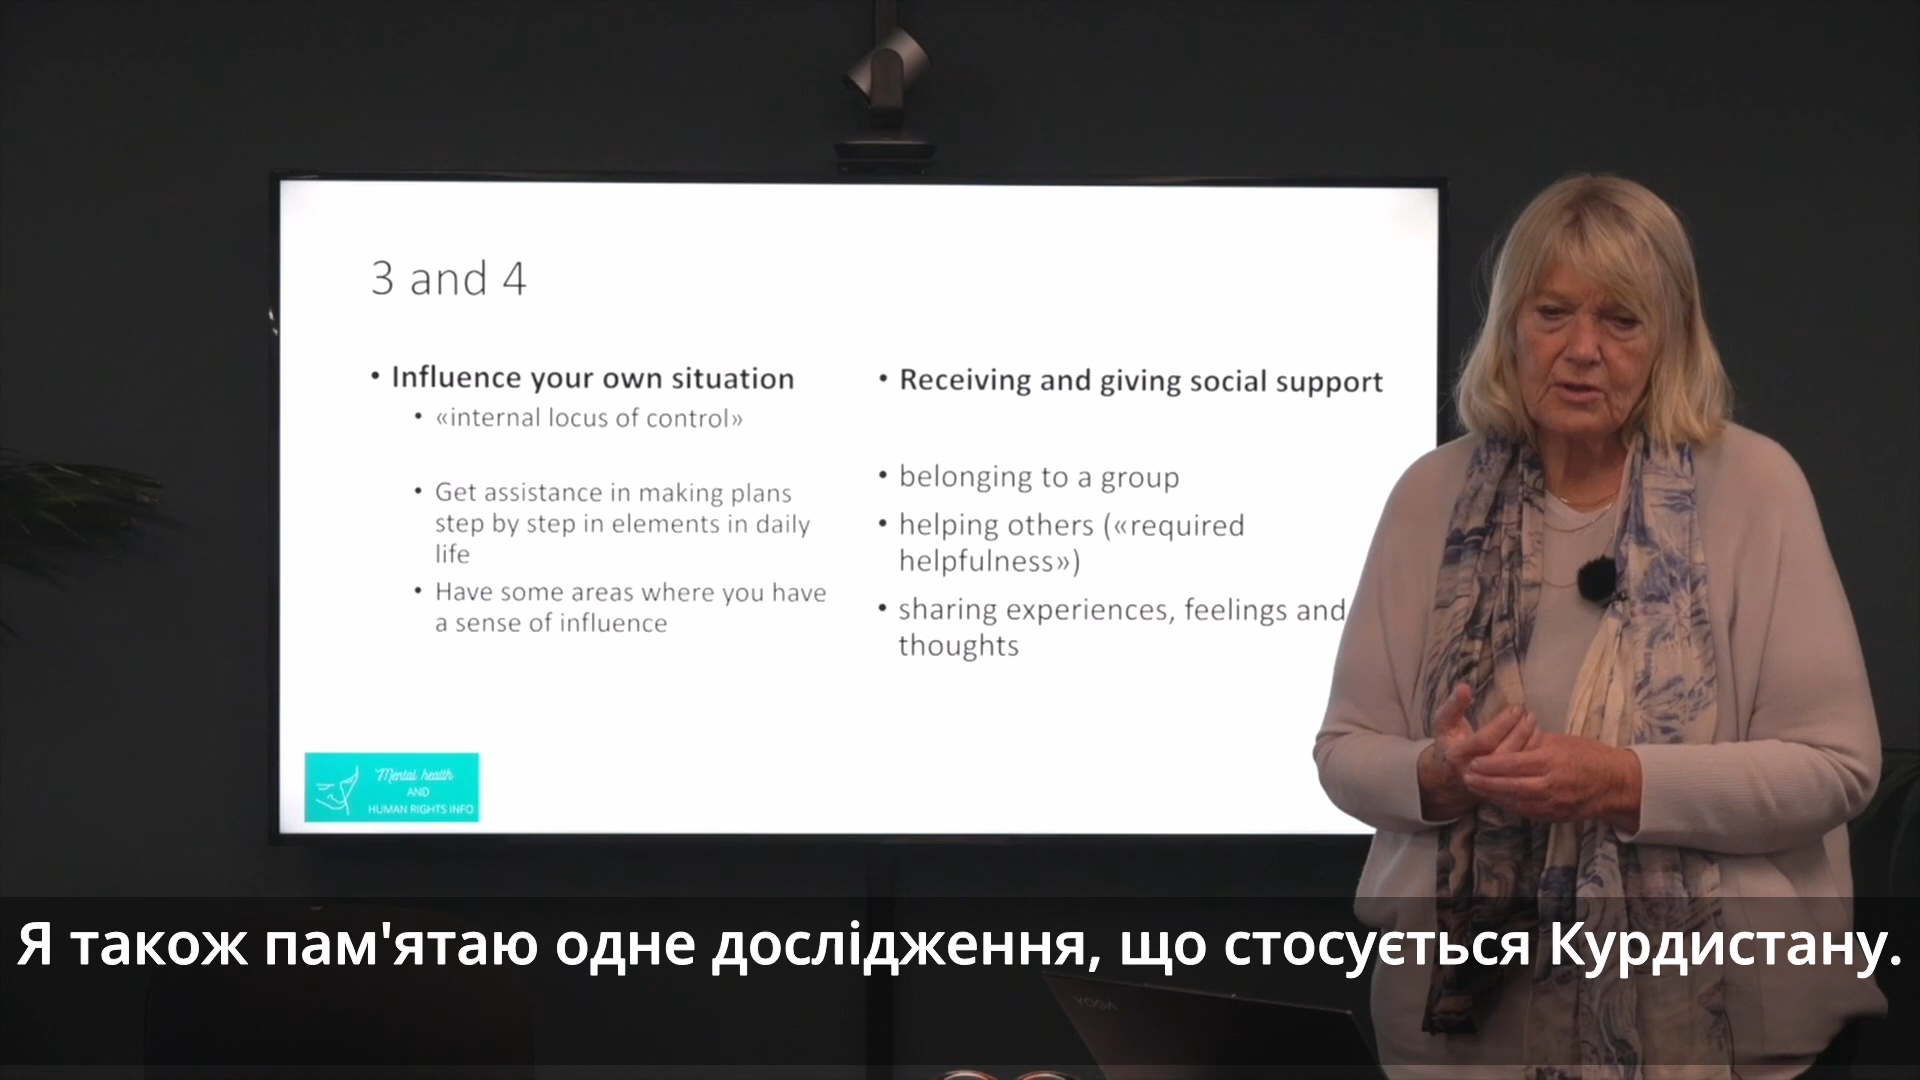 3 and 4
• Influence your own situation
• «internal locus of control»
• Get assistance in making plans
step by step in elements in daily
life
• Have some areas where you have
a sense of influence
• Receiving and giving social support
• belonging to a group
• helping others («required
helpfulness»)
• sharing experiences, feelings and
thoughts
Mental health
AND
HUMAN RIGHTS INFO
YOGA
Я також пам'ятаю одне дослідження, що стосується Курдистану.